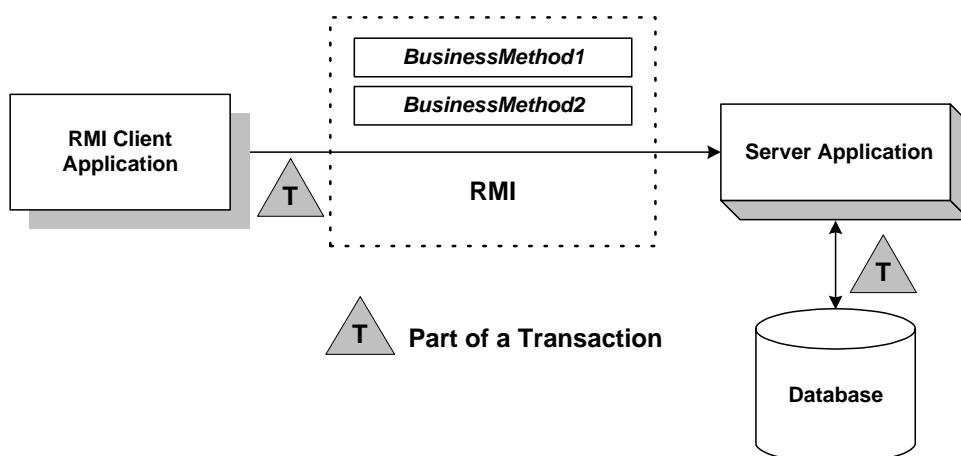 BusinessMethod1
BusinessMethod2
RMI Client
Application
Server Application
T
RMI
T
T
Part of a Transaction
Database